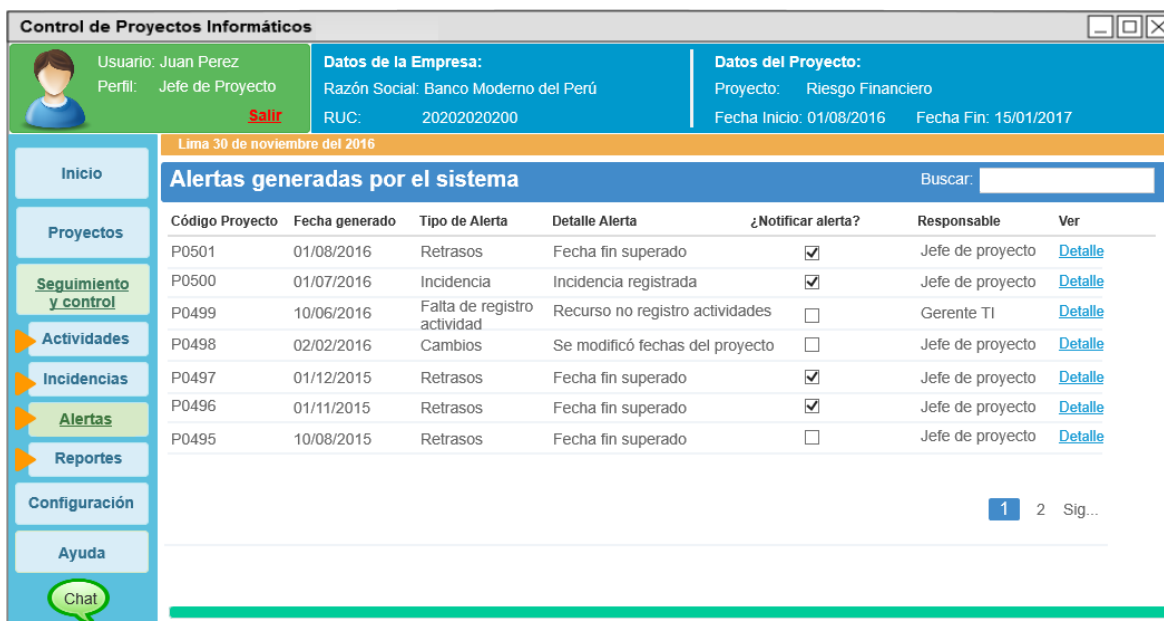 Control de Proyectos Informáticos
Usuario: Juan Perez
Perfil: Jefe de Proyecto
Salir
Datos de la Empresa:
Razón Social: Banco Moderno del Perú
RUC: 20202020200
Datos del Proyecto:
Proyecto: Riesgo Financiero
Fecha Inicio: 01/08/2016 Fecha Fin: 15/01/2017
Lima 30 de noviembre del 2016
Inicio
Proyectos
Seguimiento
y control
Actividades
Incidencias
Alertas
Reportes
Configuración
Ayuda
Chat
Alertas generadas por el sistema
Buscar:
Código Proyecto Fecha generado Tipo de Alerta Detalle Alerta ¿Notificar alerta? Responsable Ver
P0501 01/08/2016 Retrasos Fecha fin superado Jefe de proyecto Detalle
P0500 01/07/2016 Incidencia Incidencia registrada Jefe de proyecto Detalle
P0499 10/06/2016 Falta de registro actividad Recurso no registro actividades Gerente TI Detalle
P0498 02/02/2016 Cambios Se modificó fechas del proyecto Jefe de proyecto Detalle
P0497 01/12/2015 Retrasos Fecha fin superado Jefe de proyecto Detalle
P0496 01/11/2015 Retrasos Fecha fin superado Jefe de proyecto Detalle
P0495 10/08/2015 Retrasos Fecha fin superado Jefe de proyecto Detalle
1 2 Sig...